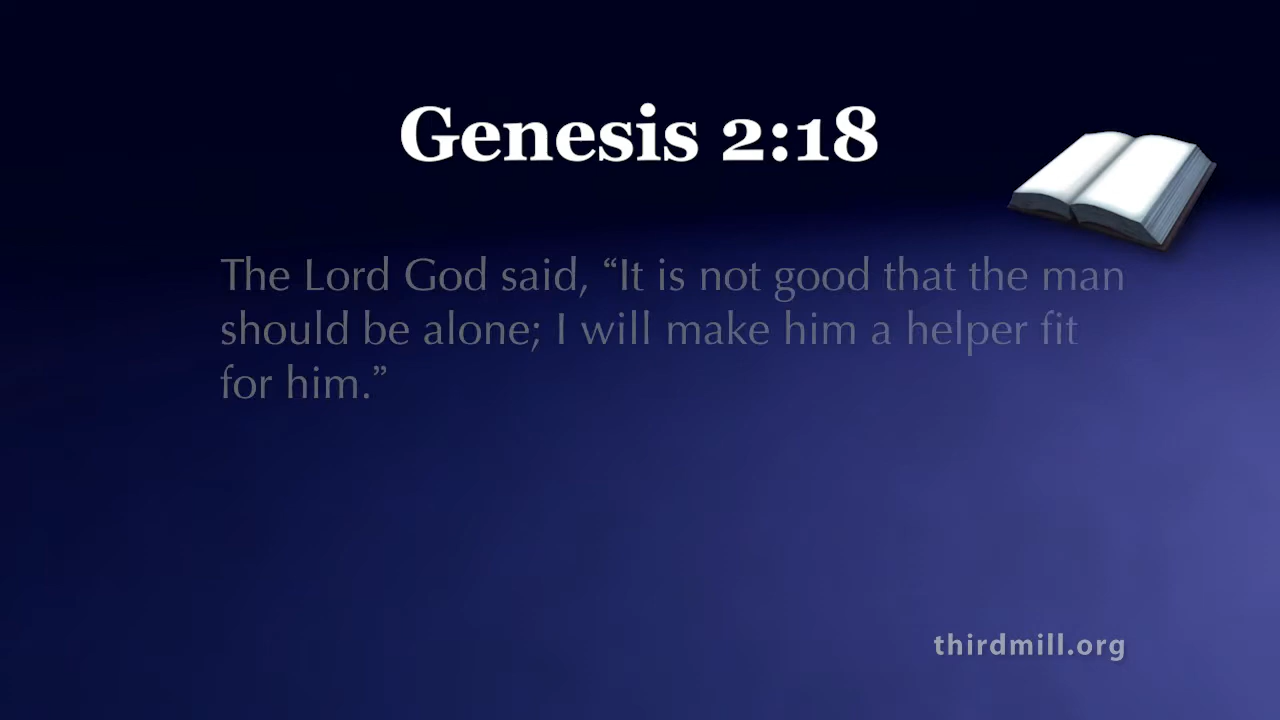 Genesis 2:18
The Lord God said, “It is not good that the man
should be alone; I will make him a helper fit
for him.”
thirdmill.org